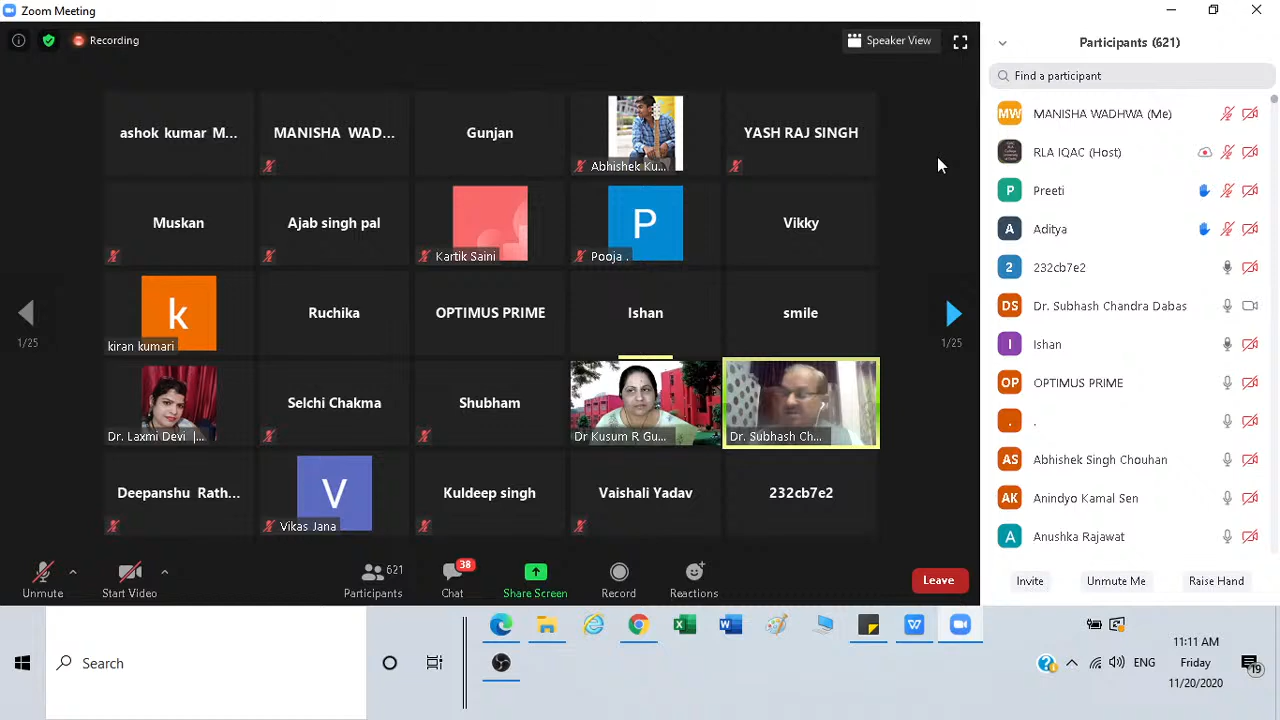 Zoom Meeting
Recording
Speaker View
ashok kumar M...
MANISHA WAD...
Gunjan
Abhishek Ku...
YASH RAJ SINGH
Muskan
Ajab singh pal
Kartik Saini
P
Pooja .
Vikky
k
kiran kumari
Ruchika
OPTIMUS PRIME
Ishan
smile
1/25
1/25
Dr. Laxmi Devi |...
Selchi Chakma
Shubham
Dr Kusum R Gu...
Dr. Subhash Ch...
Deepanshu Rath...
V
Vikas Jana
Kuldeep singh
Vaishali Yadav
232cb7e2
Unmute
Start Video
621
Participants
38
Chat
Share Screen
Record
Reactions
Leave
Participants (621)
Find a participant
MW MANISHA WADHWA (Me)
RLA IQAC (Host)
P Preeti
A Aditya
2 232cb7e2
DS Dr. Subhash Chandra Dabas
I Ishan
OP OPTIMUS PRIME
. .
AS Abhishek Singh Chouhan
AK Anindyo Kamal Sen
A Anushka Rajawat
Invite
Unmute Me
Raise Hand
Search
ENG
11:11 AM
Friday
11/20/2020
19